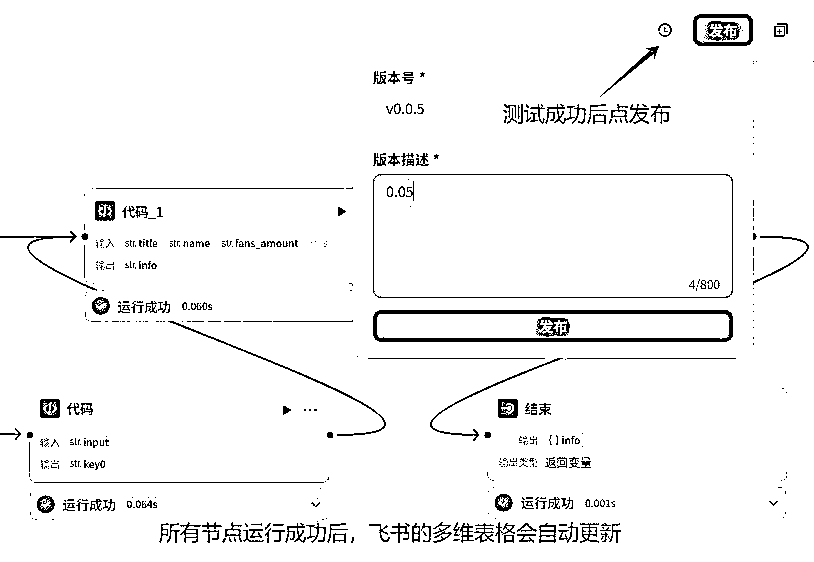 发布
版本号 *
v0.0.5
测试成功后点发布
版本描述 *
0.05
4/800
发布
代码_1
输入 str.title str.name str.fans_amount
输出 str.info
运行成功 0.060s
代码
输入 str.input
输出 str.key0
运行成功 0.064s
结束
输出 { } info
输出类型 返回变量
运行成功 0.001s
所有节点运行成功后，飞书的多维表格会自动更新